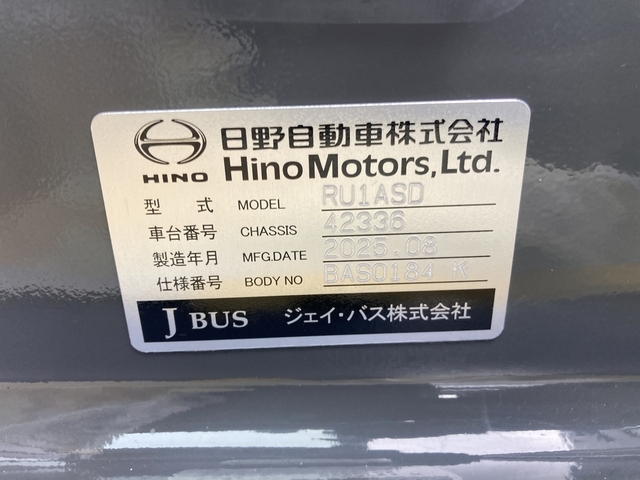 HINO
日野自動車株式会社
Hino Motors, Ltd.
型 式 MODEL RU1ASD
車台番号 CHASSIS 42336
製造年月 MFG.DATE 2025.08
仕様番号 BODY NO BAS0184 K
J BUS ジェイ・バス株式会社